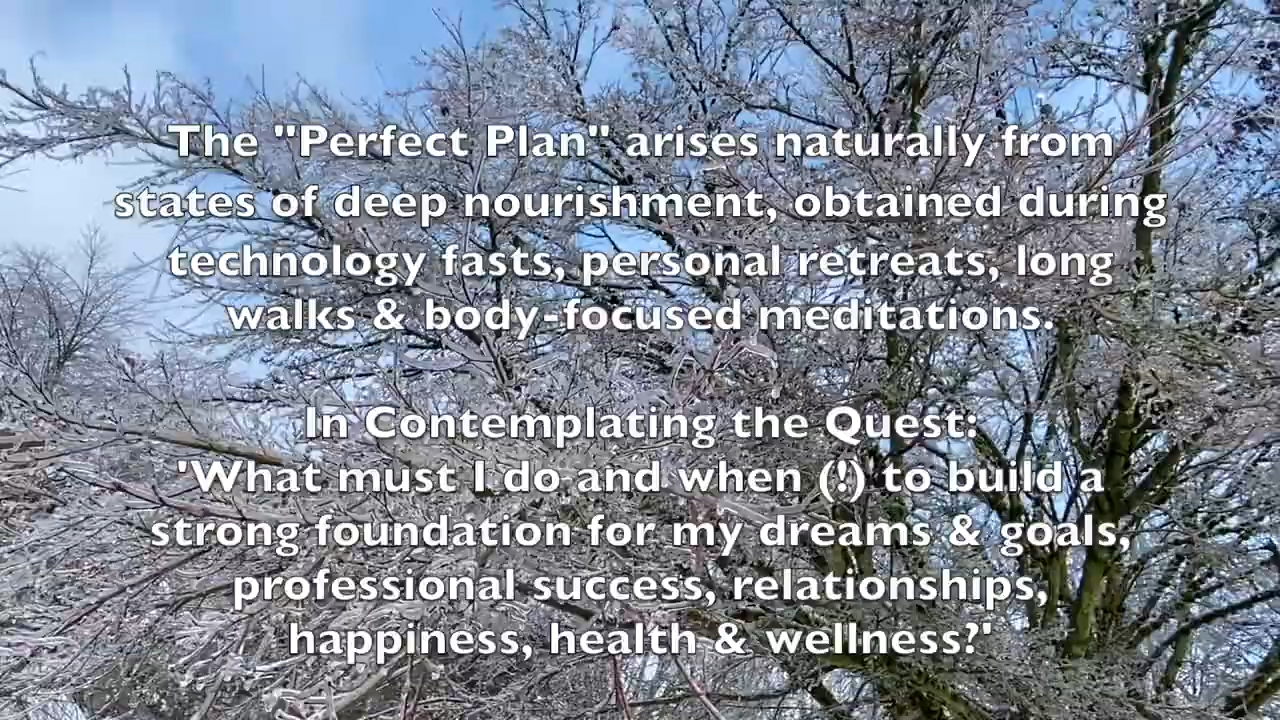 The "Perfect Plan" arises naturally from
states of deep nourishment, obtained during
technology fasts, personal retreats, long
walks & body-focused meditations.
In Contemplating the Quest:
'What must I do and when (!) to build a
strong foundation for my dreams & goals,
professional success, relationships,
happiness, health & wellness?'